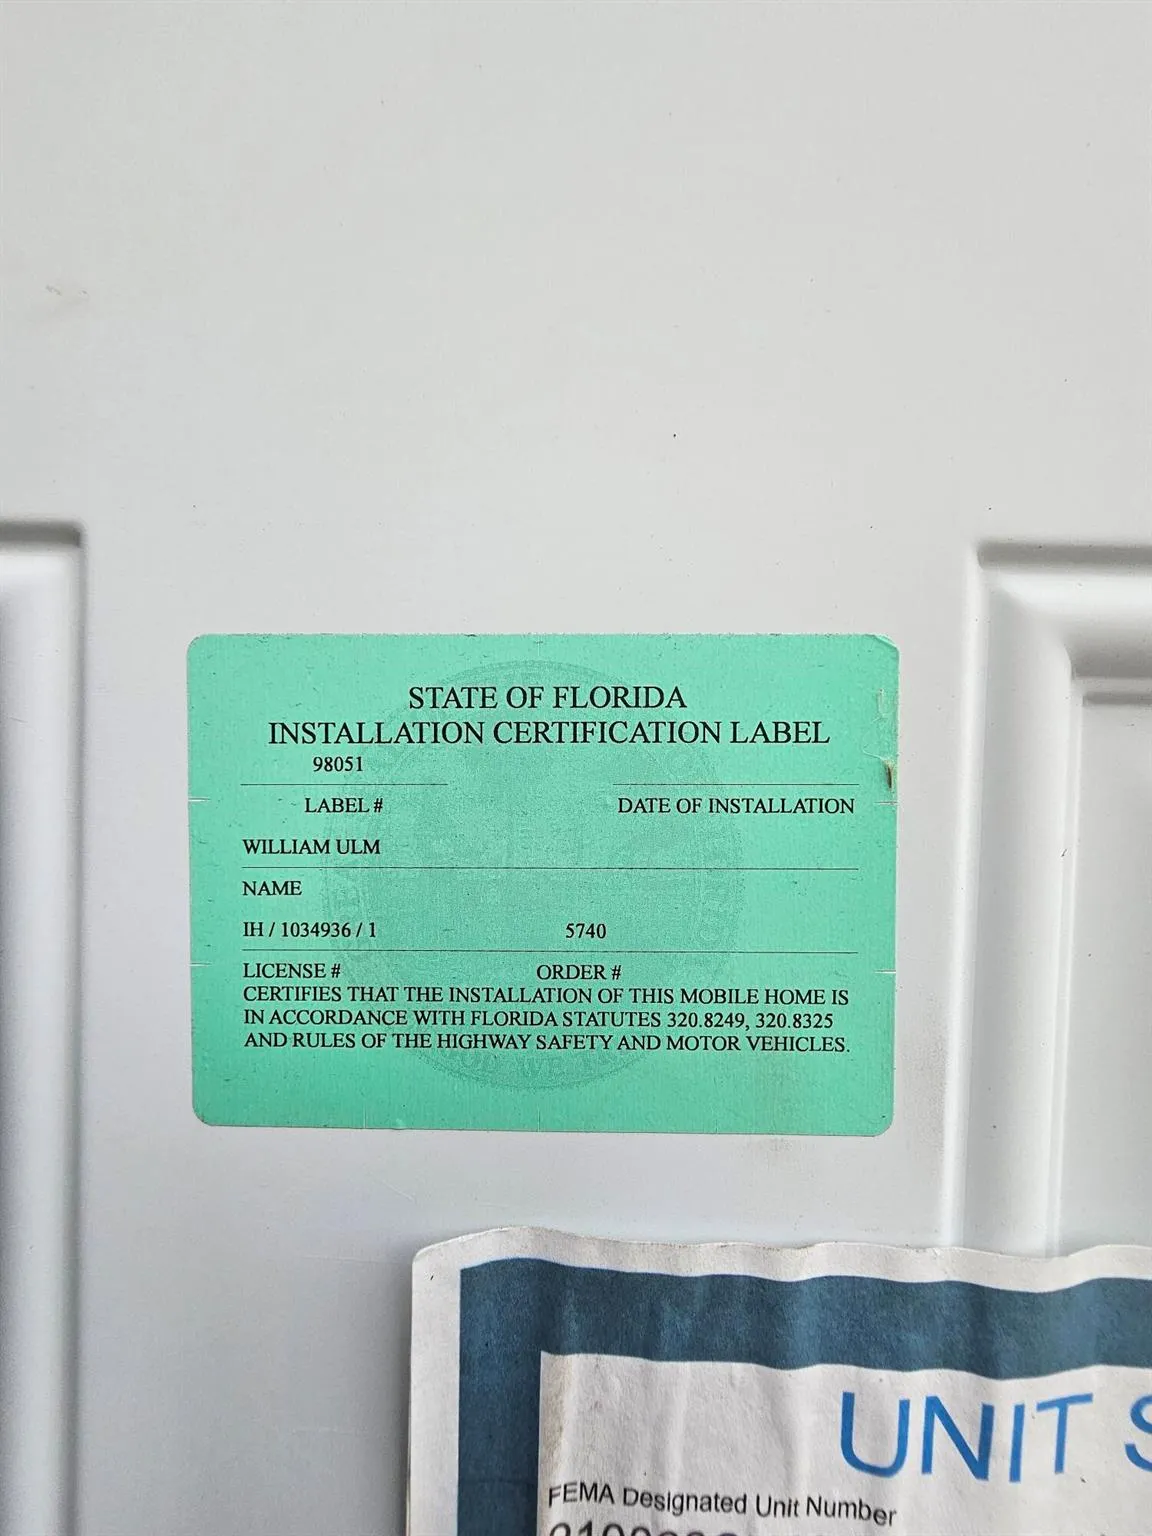 STATE OF FLORIDA
INSTALLATION CERTIFICATION LABEL
98051
LABEL # DATE OF INSTALLATION
WILLIAM ULM
NAME
IH / 1034936 / 1 5740
LICENSE # ORDER #
CERTIFIES THAT THE INSTALLATION OF THIS MOBILE HOME IS
IN ACCORDANCE WITH FLORIDA STATUTES 320.8249, 320.8325
AND RULES OF THE HIGHWAY SAFETY AND MOTOR VEHICLES.
UNIT S
FEMA Designated Unit Number